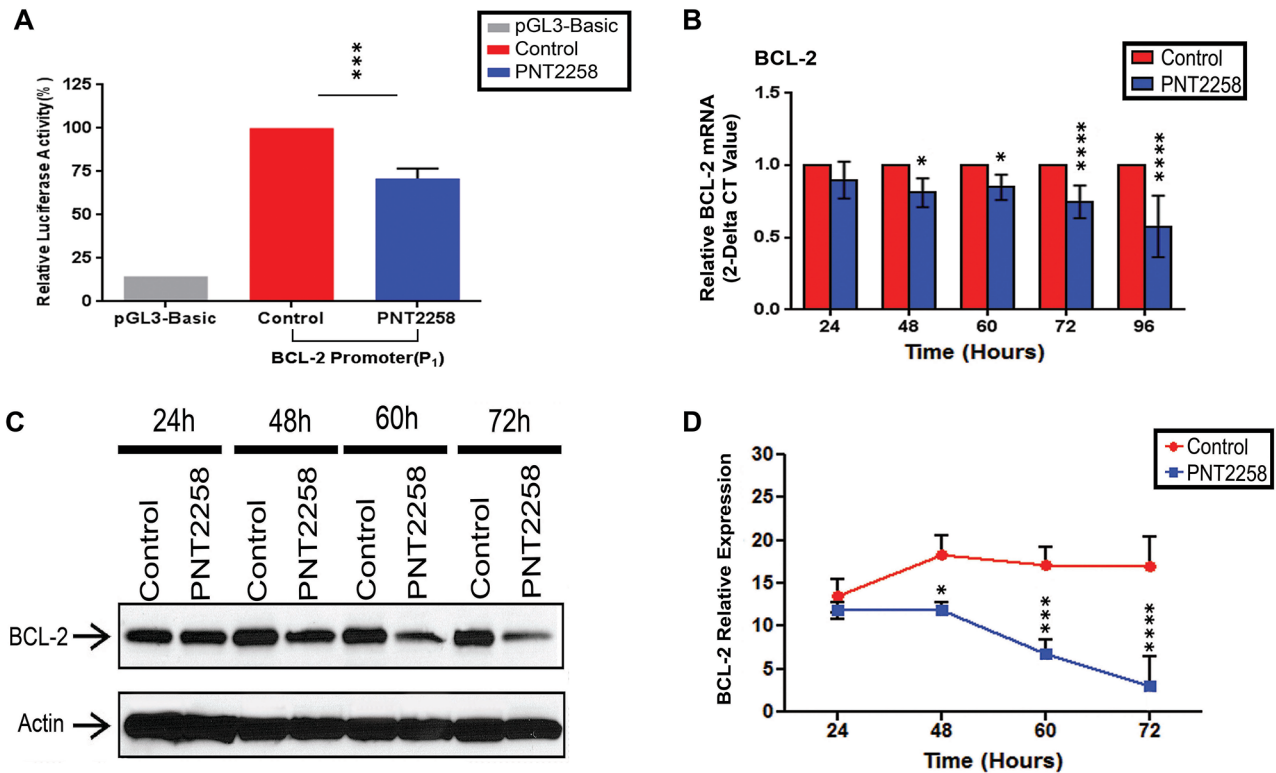 A
pGL3-Basic
Control
PNT2258
***
Relative Luciferase Activity(%)
125
100
75
50
25
0
pGL3-Basic
Control
PNT2258
BCL-2 Promoter(P₁)
B
BCL-2
Control
PNT2258
Relative BCL-2 mRNA
(2-Delta CT Value)
1.5
1.0
0.5
0.0
*
*
****
****
24
48
60
72
96
Time (Hours)
C
24h
48h
60h
72h
Control
PNT2258
Control
PNT2258
Control
PNT2258
Control
PNT2258
BCL-2
Actin
D
Control
PNT2258
BCL-2 Relative Expression
30
25
20
15
10
5
0
*
***
****
24
48
60
72
Time (Hours)